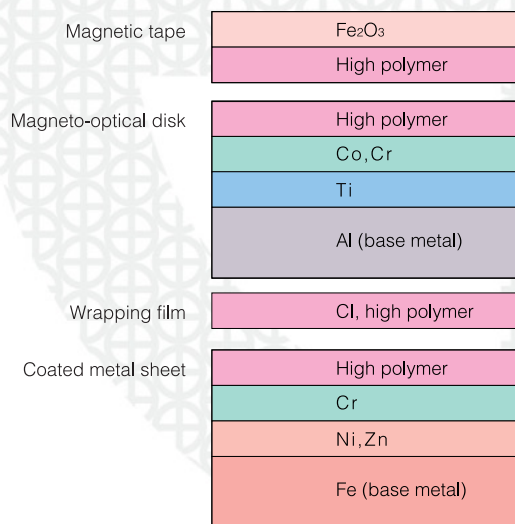 Magnetic tape
Fe₂O₃
High polymer
Magneto-optical disk
High polymer
Co,Cr
Ti
Al (base metal)
Wrapping film
Cl, high polymer
Coated metal sheet
High polymer
Cr
Ni,Zn
Fe (base metal)